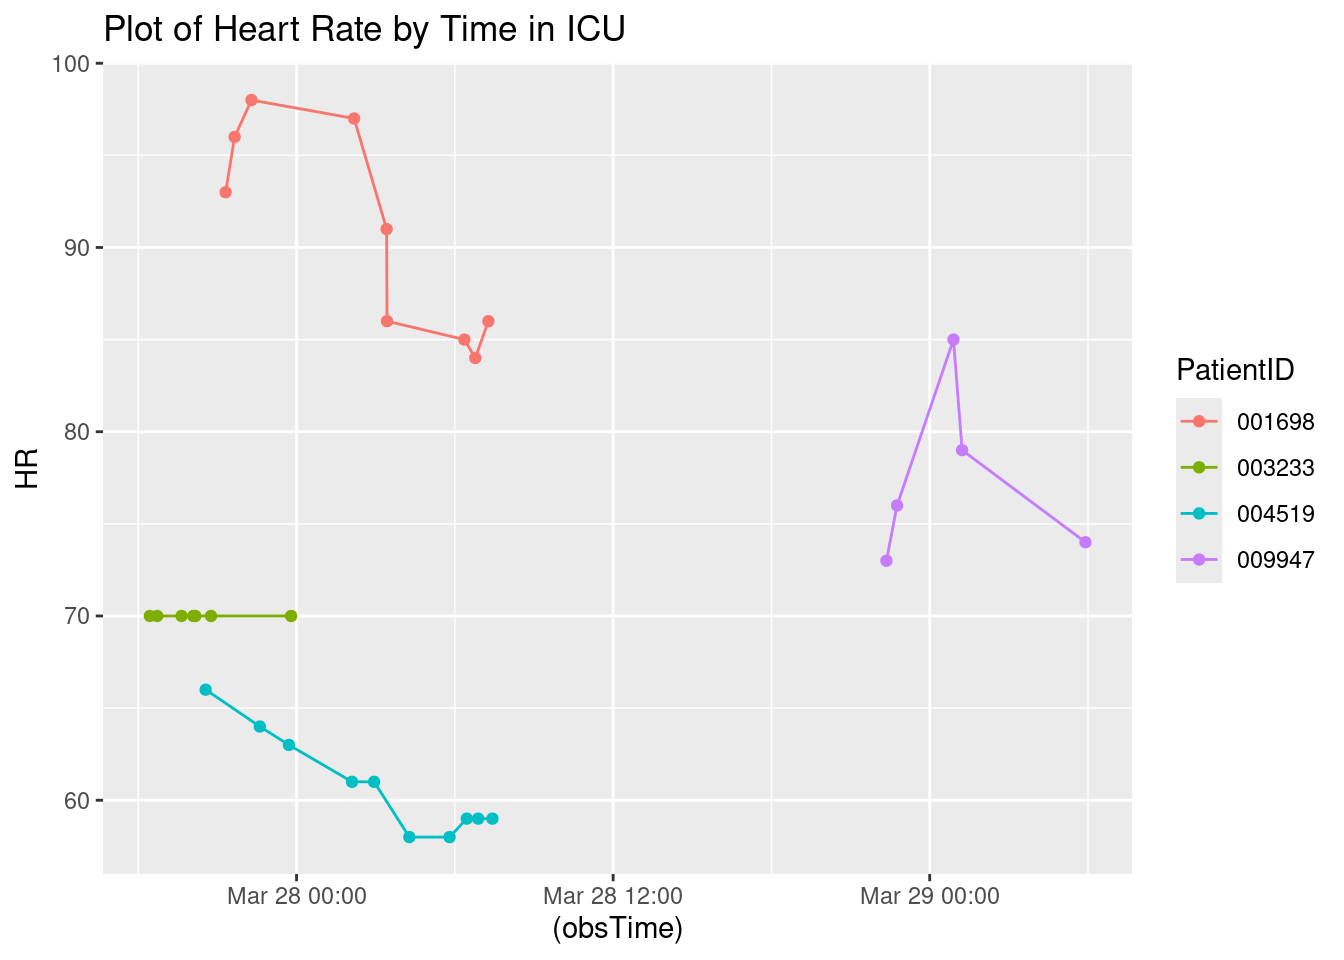 Plot of Heart Rate by Time in ICU
100
90
80
70
60
HR
Mar 28 00:00
Mar 28 12:00
Mar 29 00:00
(obsTime)
PatientID
001698
003233
004519
009947